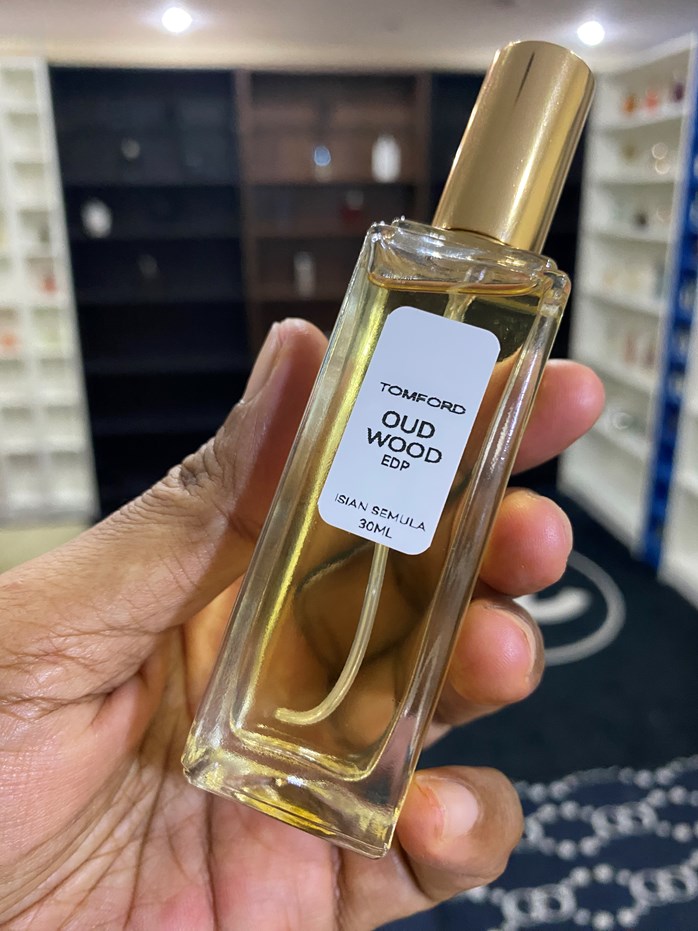 TOMFORD
OUD
WOOD
EDP
ISIAN SEMULA
30ML